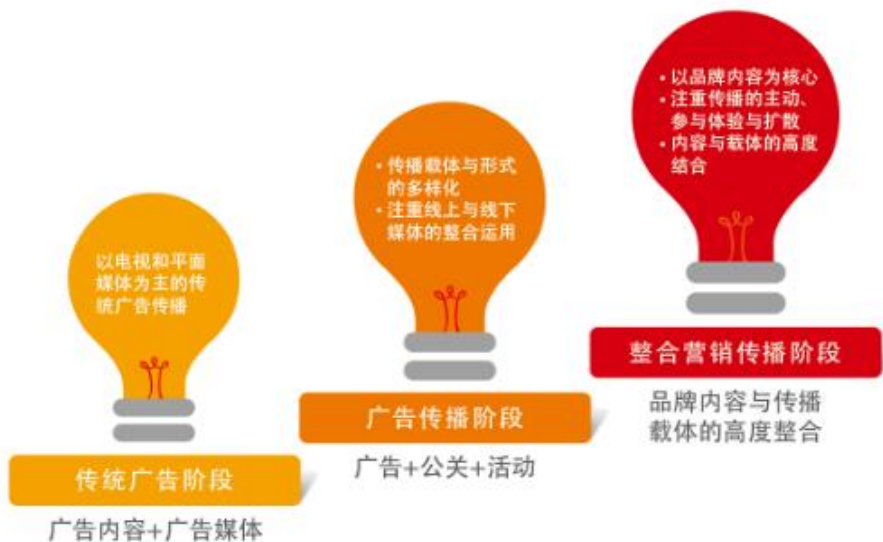 以电视和平面
媒体为主的传
统广告传播
传统广告阶段
广告内容+广告媒体
• 传播载体与形式
的多样化
• 注重线上与线下
媒体的整合运用
广告传播阶段
广告+公关+活动
• 以品牌内容为核心
• 注重传播的主动、
参与体验与扩散
• 内容与载体的高度
结合
整合营销传播阶段
品牌内容与传播
载体的高度整合